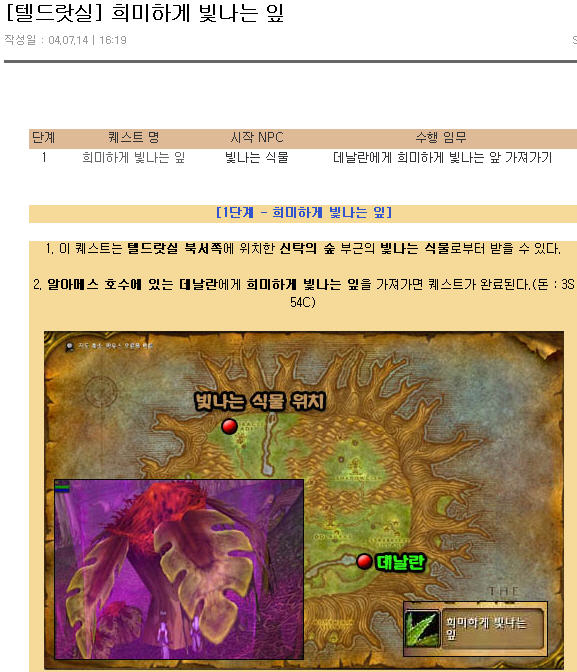 [텔드랏실] 희미하게 빛나는 잎
작성일 : 04.07.14 | 16:19
단계 퀘스트 명 시작 NPC 수행 임무
1 희미하게 빛나는 잎 빛나는 식물 데날란에게 희미하게 빛나는 앞 가져가기
[1단계 - 희미하게 빛나는 잎]
1. 이 퀘스트는 텔드랏실 북서쪽에 위치한 신탁의 숲 부근의 빛나는 식물로부터 받을 수 있다.
2. 알아메스 호수에 있는 데날란에게 희미하게 빛나는 잎을 가져가면 퀘스트가 완료된다.(돈 : 3S
54C)
빛나는 식물 위치
데날란
THE
희미하게 빛나는
잎